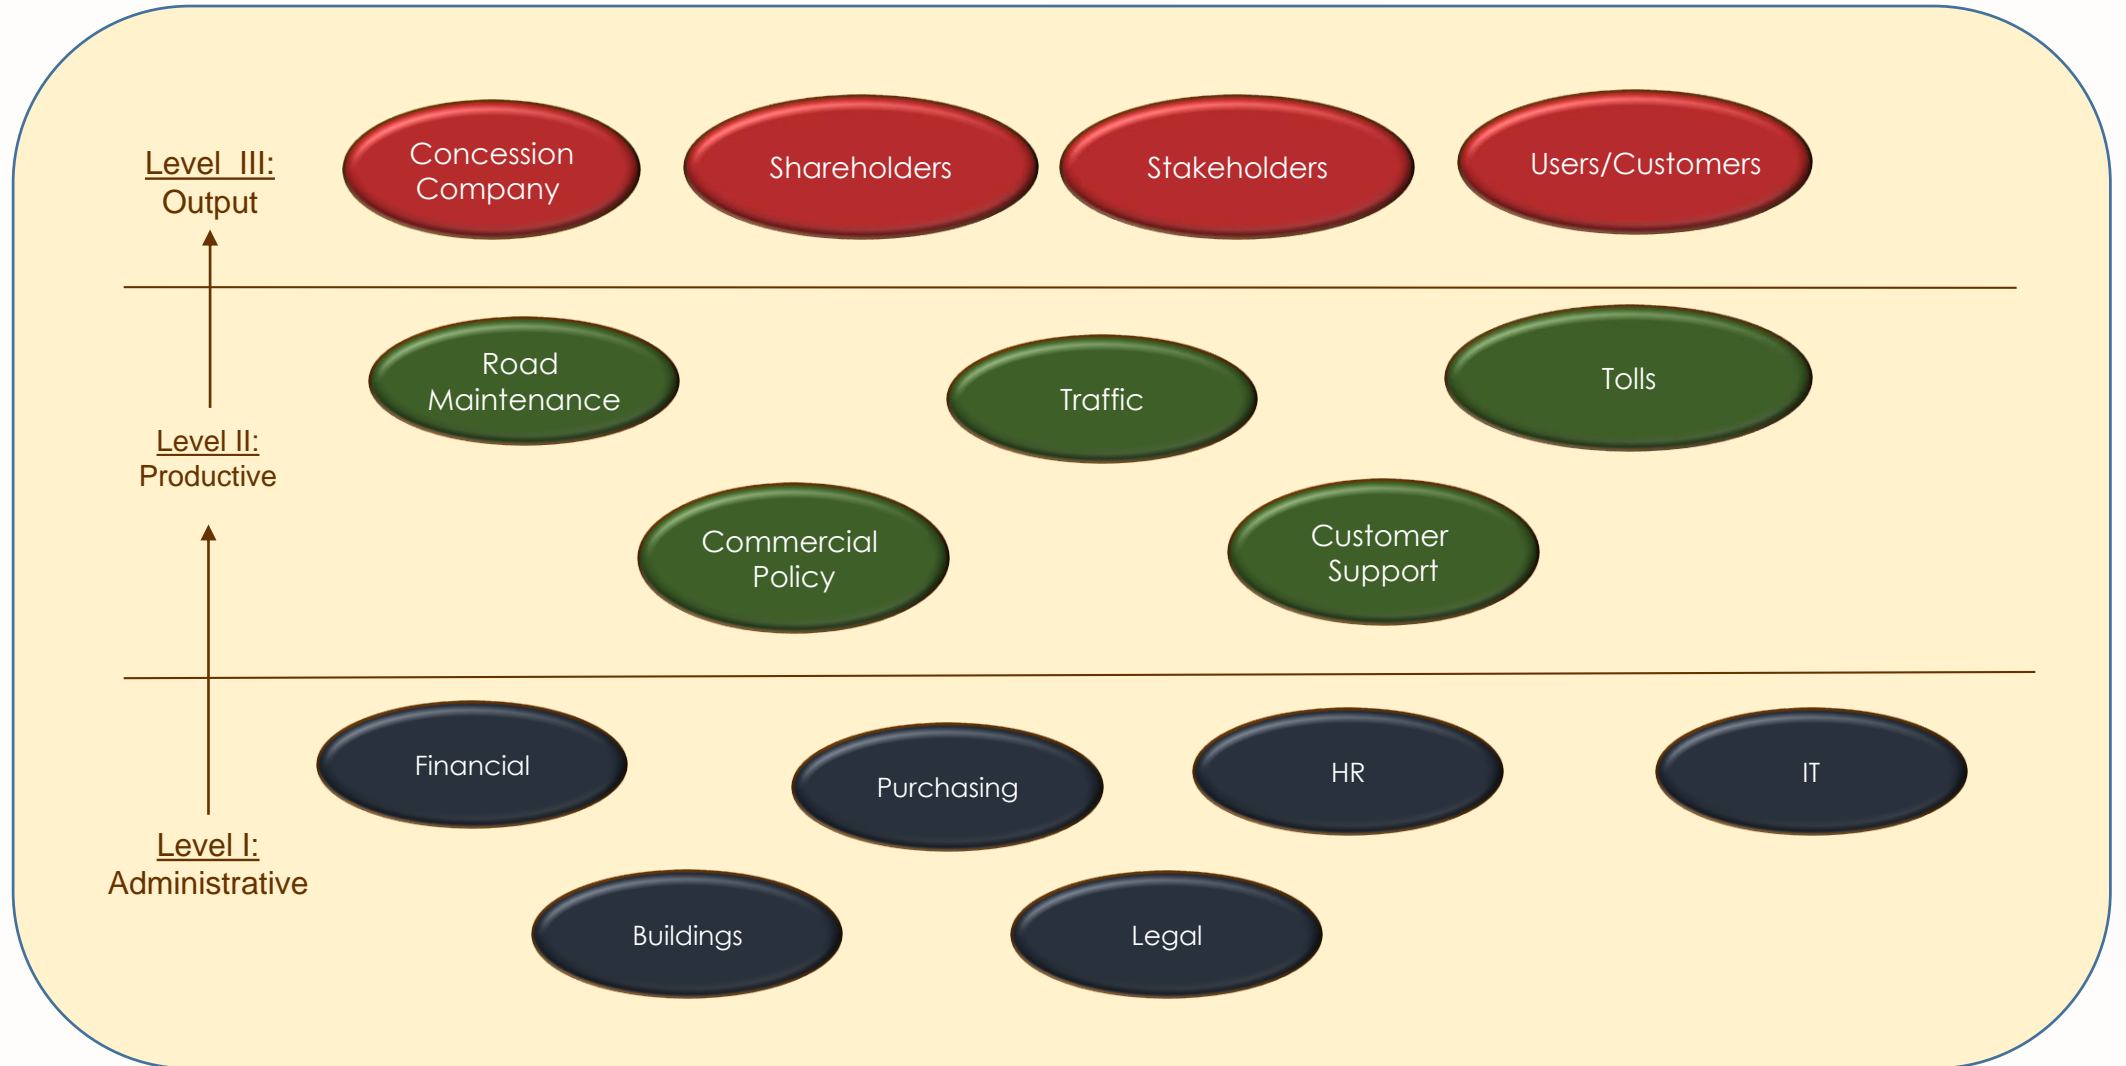 Level III:
Output
Concession
Company
Shareholders
Stakeholders
Users/Customers
Level II:
Productive
Road
Maintenance
Traffic
Tolls
Commercial
Policy
Customer
Support
Level I:
Administrative
Financial
Purchasing
HR
IT
Buildings
Legal